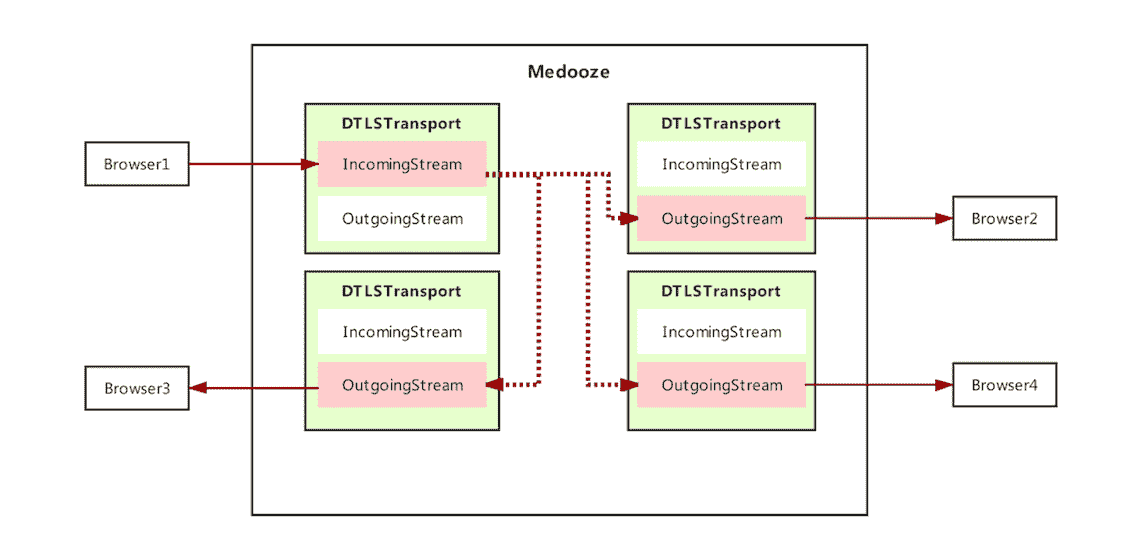 Medooze
DTLSTransport
DTLSTransport
Browser1
IncomingStream
IncomingStream
OutgoingStream
OutgoingStream
Browser2
DTLSTransport
DTLSTransport
IncomingStream
IncomingStream
Browser3
OutgoingStream
OutgoingStream
Browser4